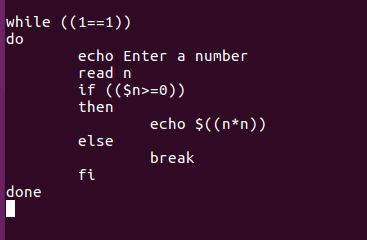 while ((1==1))
do
        echo Enter a number
        read n
        if (($n>=0))
        then
                echo $((n*n))
        else
                break
        fi
done